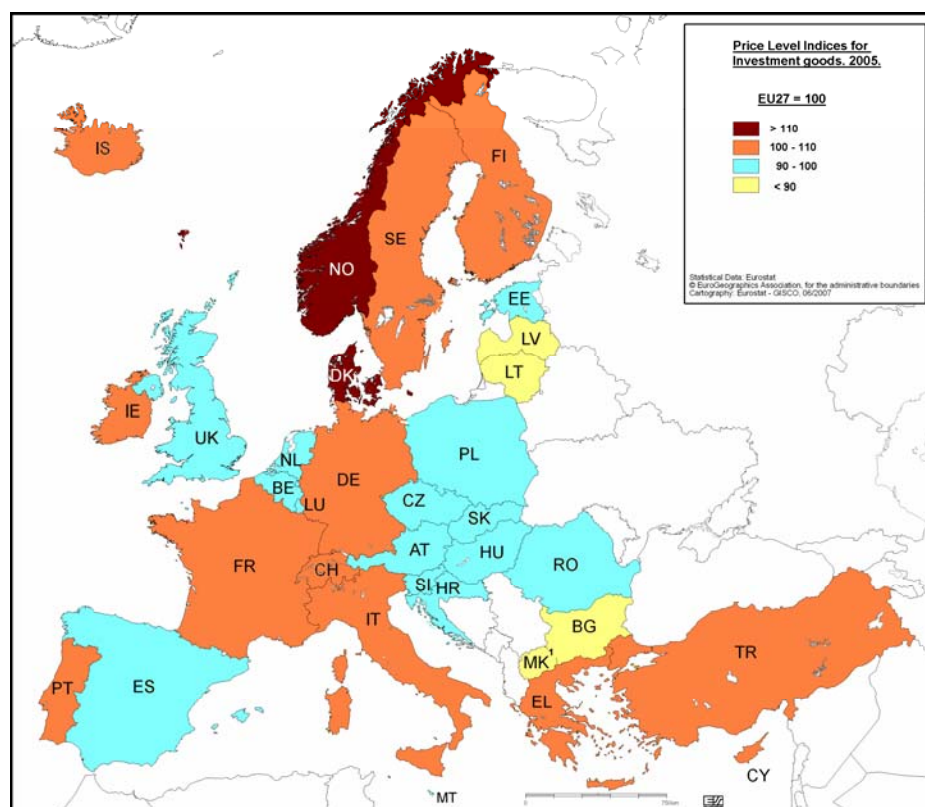 Price Level Indices for
Investment goods. 2005.
EU27 = 100
> 110
100 - 110
90 - 100
< 90
Statistical Data: Eurostat
© EuroGeographics Association, for the administrative boundaries
Cartography: Eurostat - GISCO, 06/2007
IS
FI
SE
NO
EE
LV
LT
DK
IE
UK
NL
BE
LU
DE
PL
CZ
SK
AT
HU
RO
FR
CH
SI
HR
IT
BG
MK¹
TR
PT
ES
EL
CY
MT